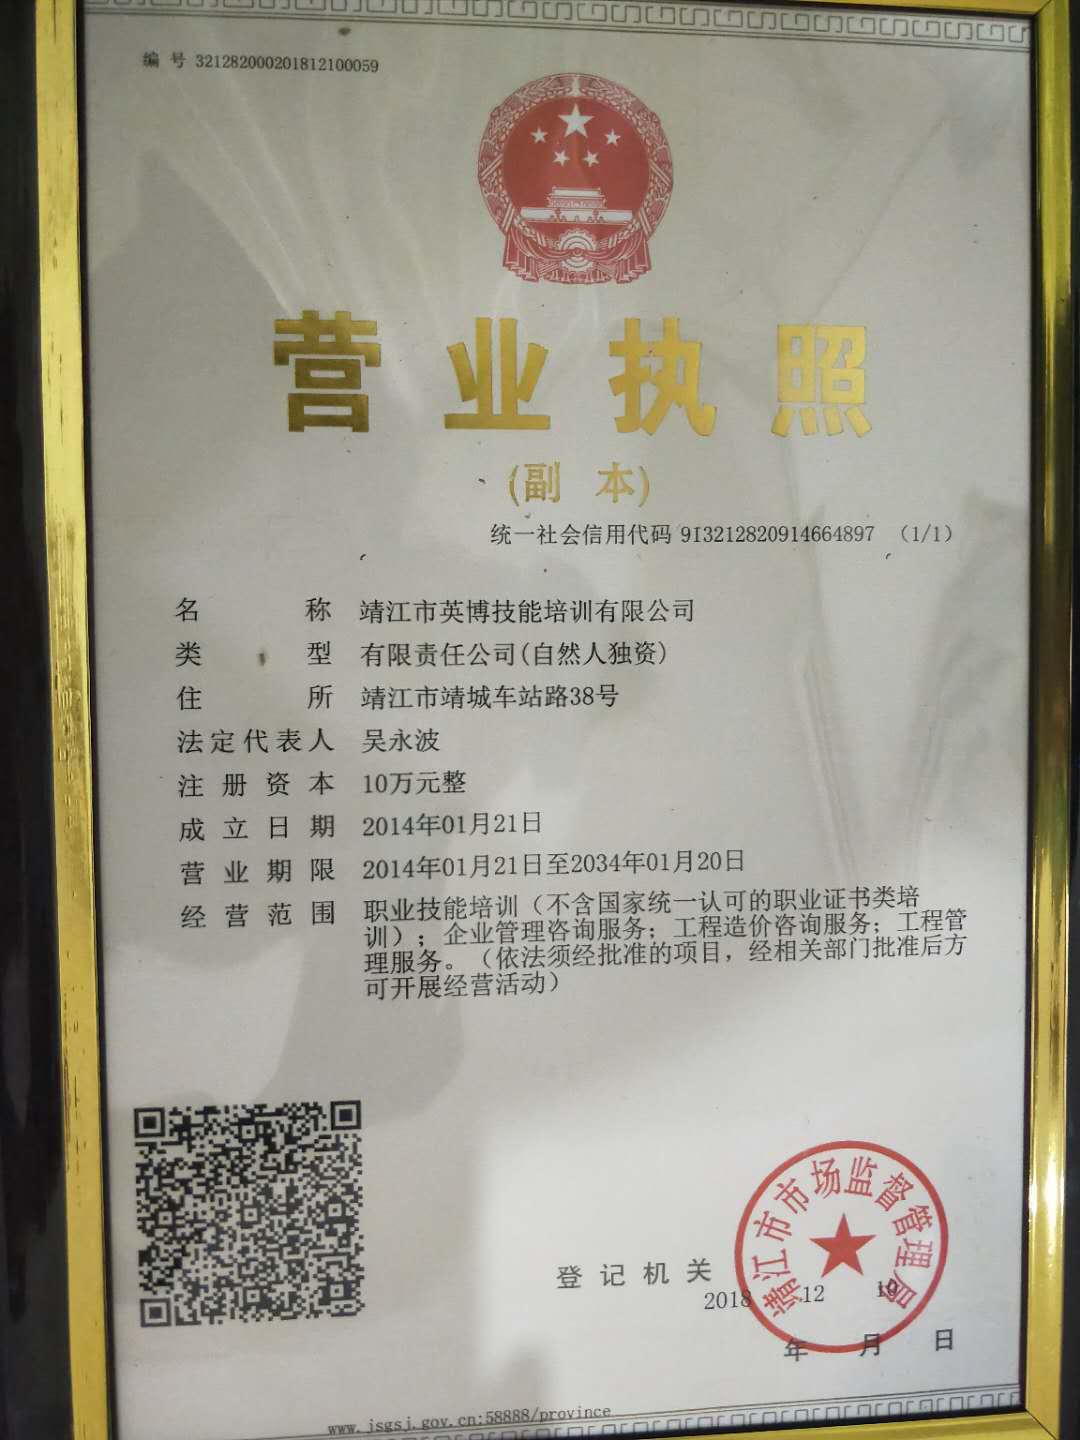 编 号 321282000201812100059
营业执照
(副 本)
统一社会信用代码 913212820914664897 （1/1）
名 称 靖江市英博技能培训有限公司
类 型 有限责任公司(自然人独资)
住 所 靖江市靖城车站路38号
法定代表人 吴永波
注册资本 10万元整
成立日期 2014年01月21日
营业期限 2014年01月21日至2034年01月20日
经营范围 职业技能培训（不含国家统一认可的职业证书类培
训）；企业管理咨询服务；工程造价咨询服务；工程管
理服务。（依法须经批准的项目，经相关部门批准后方
可开展经营活动）
靖江市市场监督管理局
登记机关
2018 12 10
年 月 日
www.jsgsj.gov.cn:58888/province